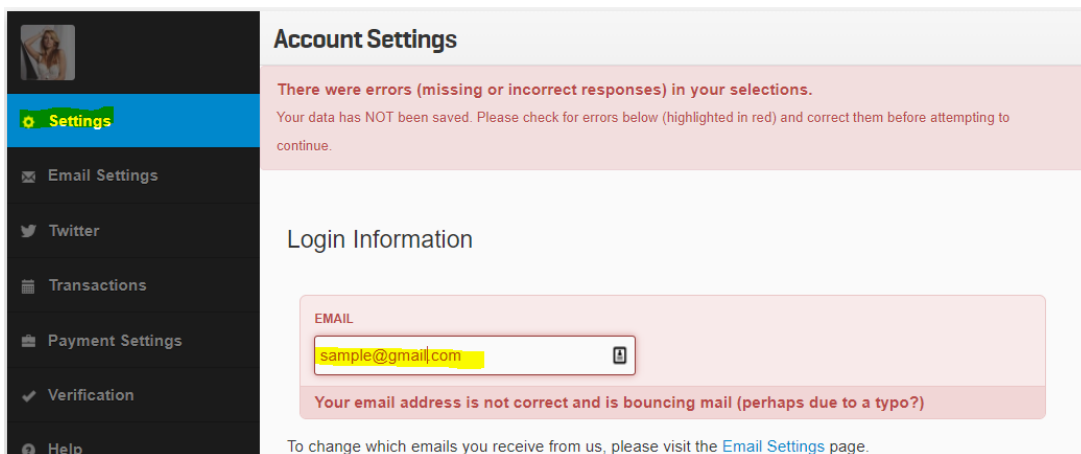 Account Settings
There were errors (missing or incorrect responses) in your selections.
Your data has NOT been saved. Please check for errors below (highlighted in red) and correct them before attempting to
continue.
Settings
Email Settings
Twitter
Transactions
Payment Settings
Verification
Help
Login Information
EMAIL
sample@gmail.com
Your email address is not correct and is bouncing mail (perhaps due to a typo?)
To change which emails you receive from us, please visit the Email Settings page.